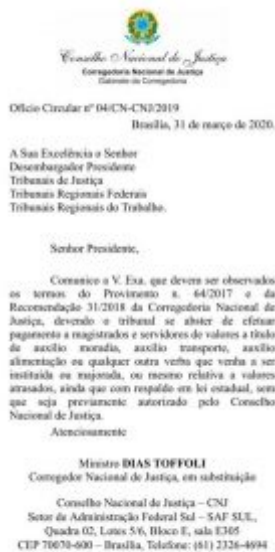 Conselho Nacional de Justiça
Corregedoria Nacional de Justiça
Gabinete da Corregedoria
Ofício Circular nº 04/CN-CNJ/2019
Brasília, 31 de março de 2020.
A Sua Excelência o Senhor
Desembargador Presidente
Tribunais de Justiça
Tribunais Regionais Federais
Tribunais Regionais do Trabalho.
Senhor Presidente,
Comunico a V. Exa. que devem ser observados
os termos do Provimento n. 64/2017 e da
Recomendação 31/2018 da Corregedoria Nacional de
Justiça, devendo o tribunal se abster de efetuar
pagamento a magistrados e servidores de valores a título
de auxílio moradia, auxílio transporte, auxílio
alimentação ou qualquer outra verba que venha a ser
instituída ou majorada, ou mesmo relativa a valores
atrasados, ainda que com respaldo em lei estadual, sem
que seja previamente autorizado pelo Conselho
Nacional de Justiça.
Atenciosamente
Ministro DIAS TOFFOLI
Corregedor Nacional de Justiça, em substituição
Conselho Nacional de Justiça – CNJ
Setor de Administração Federal Sul – SAF SUL,
Quadra 02, Lotes 5/6, Bloco E, sala E305
CEP 70070-600 – Brasília, Telefone: (61) 2326-4694